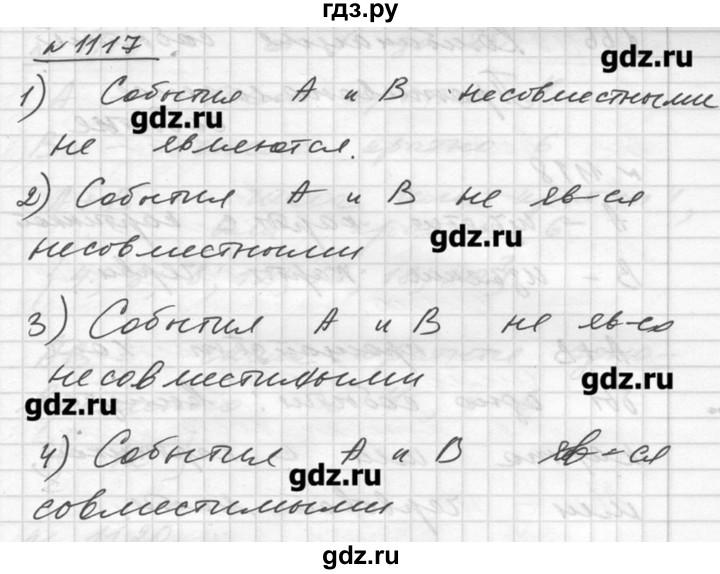 гдз.ру
№1117
gdz.ru
1) События А и В несовместными
gdz.ru
не являются.
2) События А и В не яв-ся
gdz.ru
несовместными
3) События А и В не яв-ся
несовместимыми
gdz.ru
gdz.ru
4) События А и В яв-ся
gdz.ru
совместимыми
gdz.ru